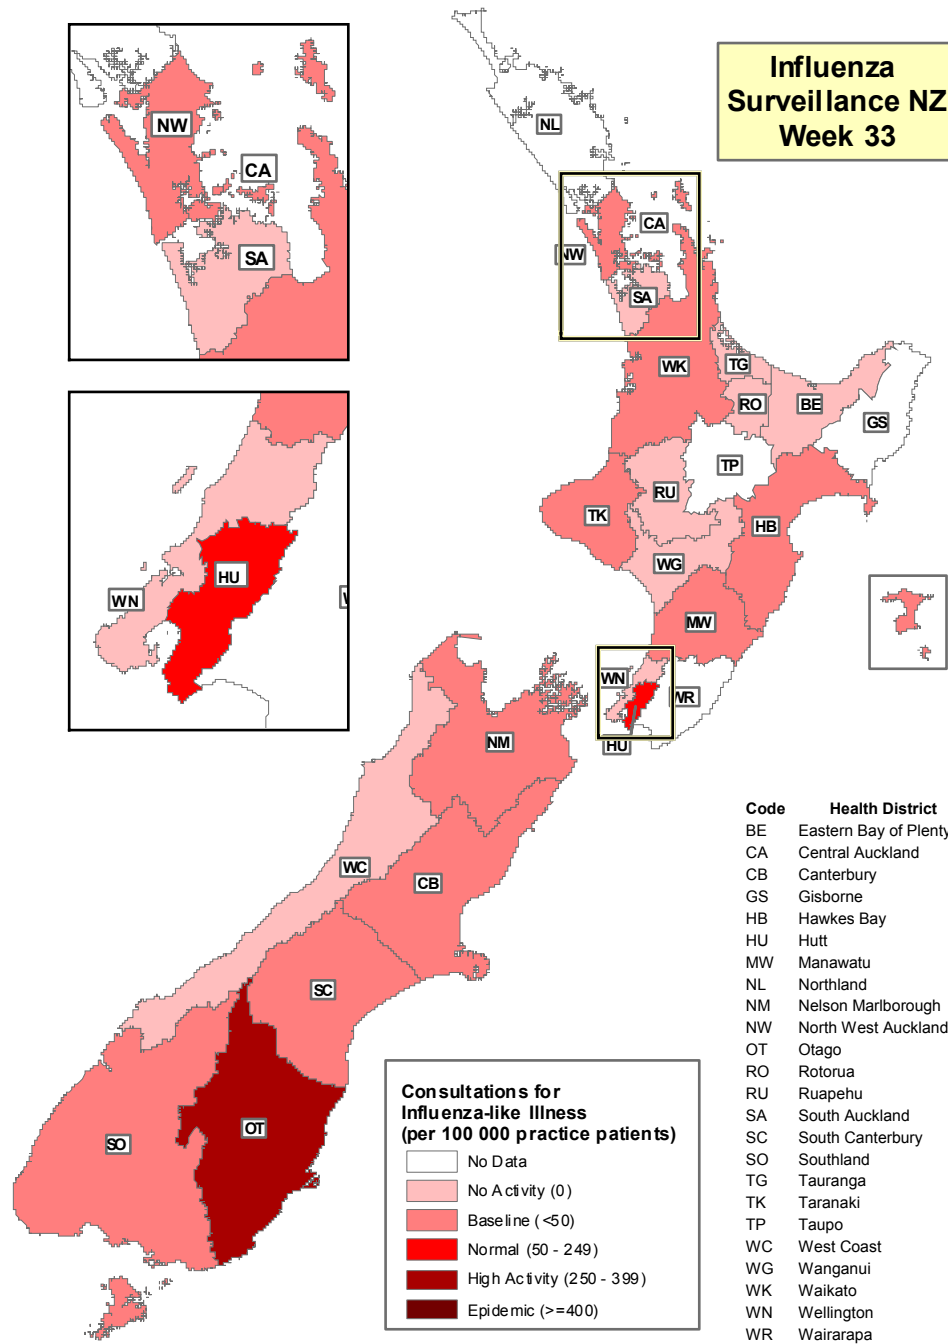 Influenza
Surveillance NZ
Week 33
NW
CA
SA
NL
CA
NW
SA
WK
TG
RO
BE
GS
TP
RU
TK
HB
WG
MW
HU
WN
WN
WR
HU
NM
WC
CB
SC
OT
SO
Consultations for
Influenza-like Illness
(per 100 000 practice patients)
No Data
No Activity (0)
Baseline (<50)
Normal (50 - 249)
High Activity (250 - 399)
Epidemic (>=400)
Code Health District
BE Eastern Bay of Plenty
CA Central Auckland
CB Canterbury
GS Gisborne
HB Hawkes Bay
HU Hutt
MW Manawatu
NL Northland
NM Nelson Marlborough
NW North West Auckland
OT Otago
RO Rotorua
RU Ruapehu
SA South Auckland
SC South Canterbury
SO Southland
TG Tauranga
TK Taranaki
TP Taupo
WC West Coast
WG Wanganui
WK Waikato
WN Wellington
WR Wairarapa